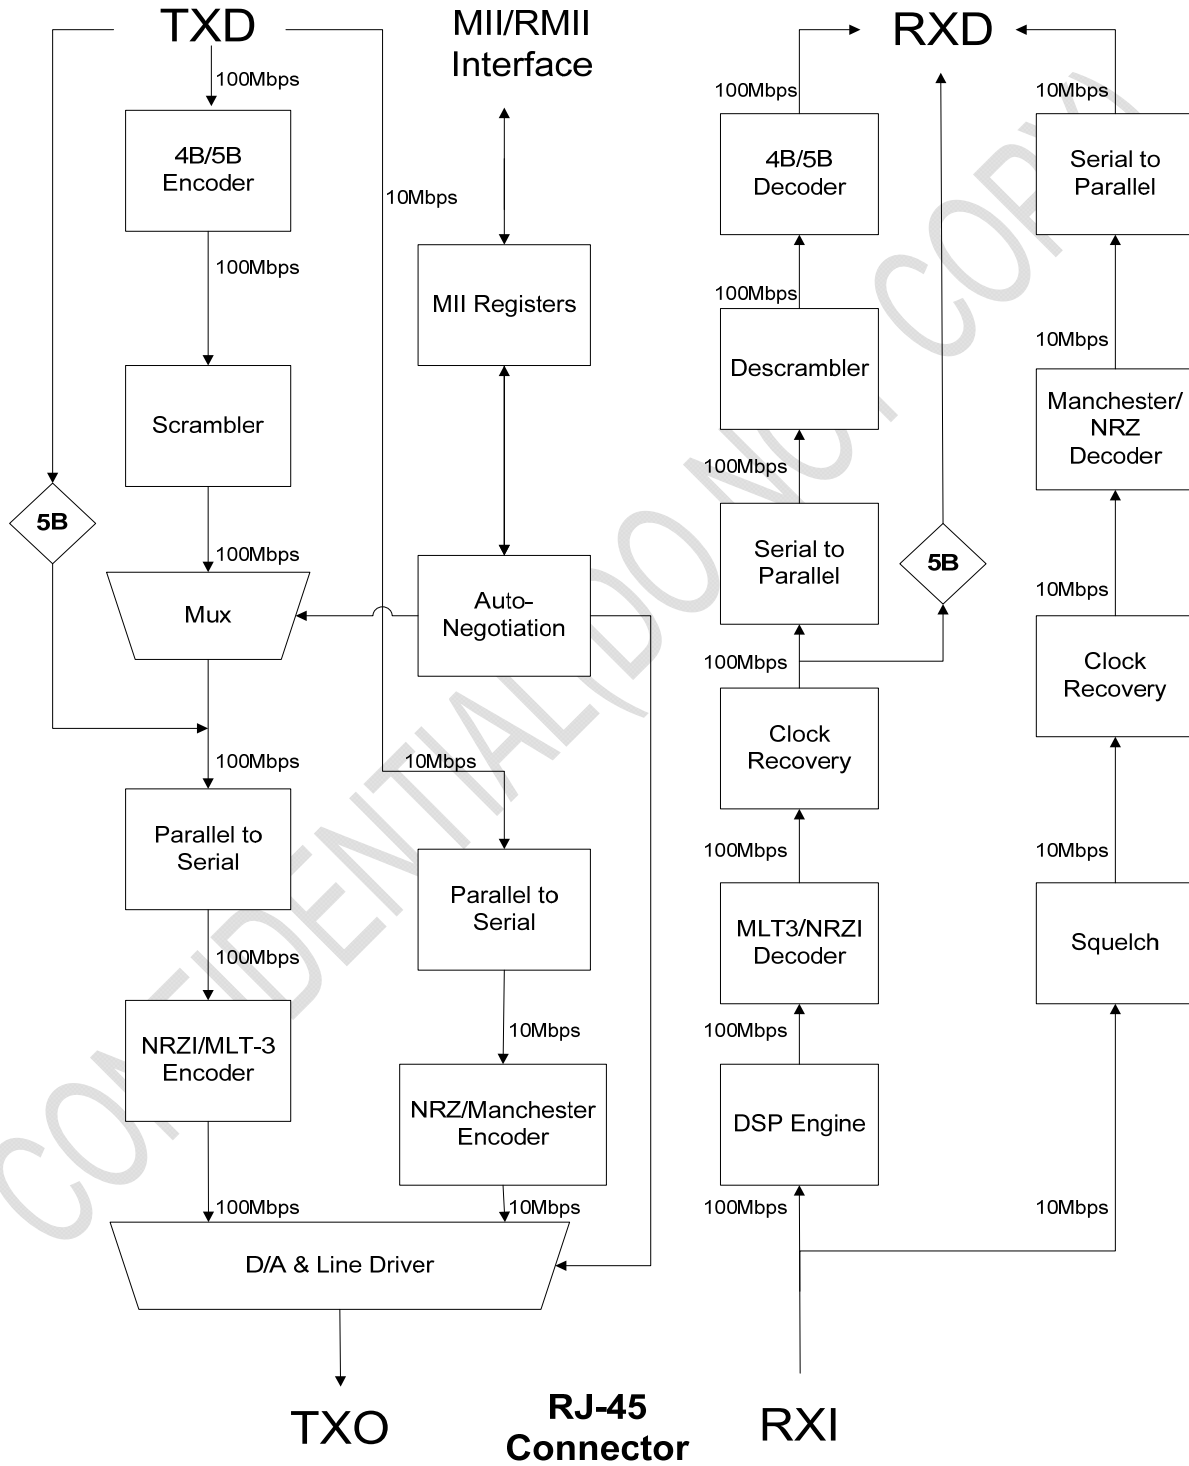 TXD
MII/RMII
Interface
RXD
100Mbps
100Mbps
10Mbps
4B/5B
Encoder
4B/5B
Decoder
Serial to
Parallel
10Mbps
100Mbps
MII Registers
100Mbps
10Mbps
Descrambler
Scrambler
Manchester/
NRZ
Decoder
100Mbps
5B
100Mbps
Serial to
Parallel
5B
10Mbps
Mux
Auto-
Negotiation
100Mbps
Clock
Recovery
100Mbps
10Mbps
Clock
Recovery
Parallel to
Serial
100Mbps
10Mbps
Parallel to
Serial
MLT3/NRZI
Decoder
Squelch
100Mbps
10Mbps
100Mbps
NRZI/MLT-3
Encoder
NRZ/Manchester
Encoder
DSP Engine
100Mbps
10Mbps
100Mbps
10Mbps
D/A & Line Driver
TXO
RJ-45
Connector
RXI
CONFIDENTIAL(DO NOT COPY)